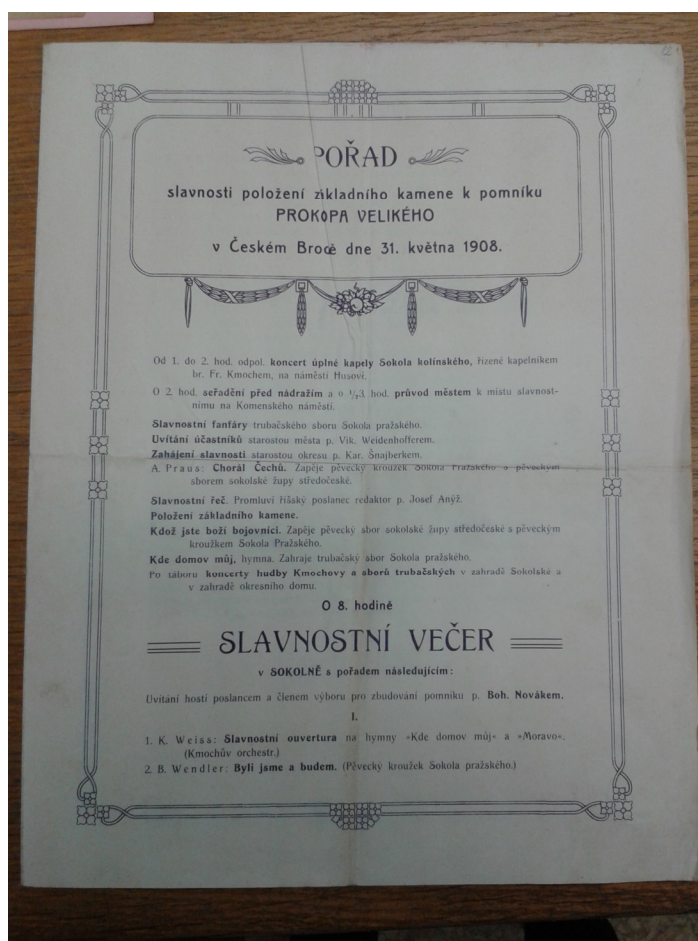 12
POŘAD
slavnosti položení základního kamene k pomníku
PROKOPA VELIKÉHO
v Českém Brodě dne 31. května 1908.
Od 1. do 2. hod. odpol. koncert úplné kapely Sokola kolínského, řízené kapelníkem
br. Fr. Kmochem, na náměstí Husově.
O 2. hod. seřadění před nádražím a o ½3. hod. průvod městem k místu slavnost-
nímu na Komenského náměstí.
Slavnostní fanfáry trubačského sboru Sokola pražského.
Uvítání účastníků starostou města p. Vik. Weidenhofferem.
Zahájení slavnosti starostou okresu p. Kar. Šnajberkem.
A. Praus: Chorál Čechů. Zapěje pěvecký kroužek Sokola Pražského a pěveckým
sborem sokolské župy středočeské.
Slavnostní řeč. Promluví říšský poslanec redaktor p. Josef Anýž.
Položení základního kamene.
Kdož jste boží bojovníci. Zapěje pěvecký sbor sokolské župy středočeské s pěveckým
kroužkem Sokola Pražského.
Kde domov můj, hymna. Zahraje trubačský sbor Sokola pražského.
Po táboru koncerty hudby Kmochovy a sborů trubačských v zahradě Sokolské a
v zahradě okresního domu.
O 8. hodině
SLAVNOSTNÍ VEČER
v SOKOLNĚ s pořadem následujícím:
Uvítání hostí poslancem a členem výboru pro zbudování pomníku p. Boh. Novákem.
I.
1. K. Weiss: Slavnostní ouvertura na hymny »Kde domov můj« a »Moravo«.
(Kmochův orchestr.)
2. B. Wendler: Byli jsme a budem. (Pěvecký kroužek Sokola pražského.)